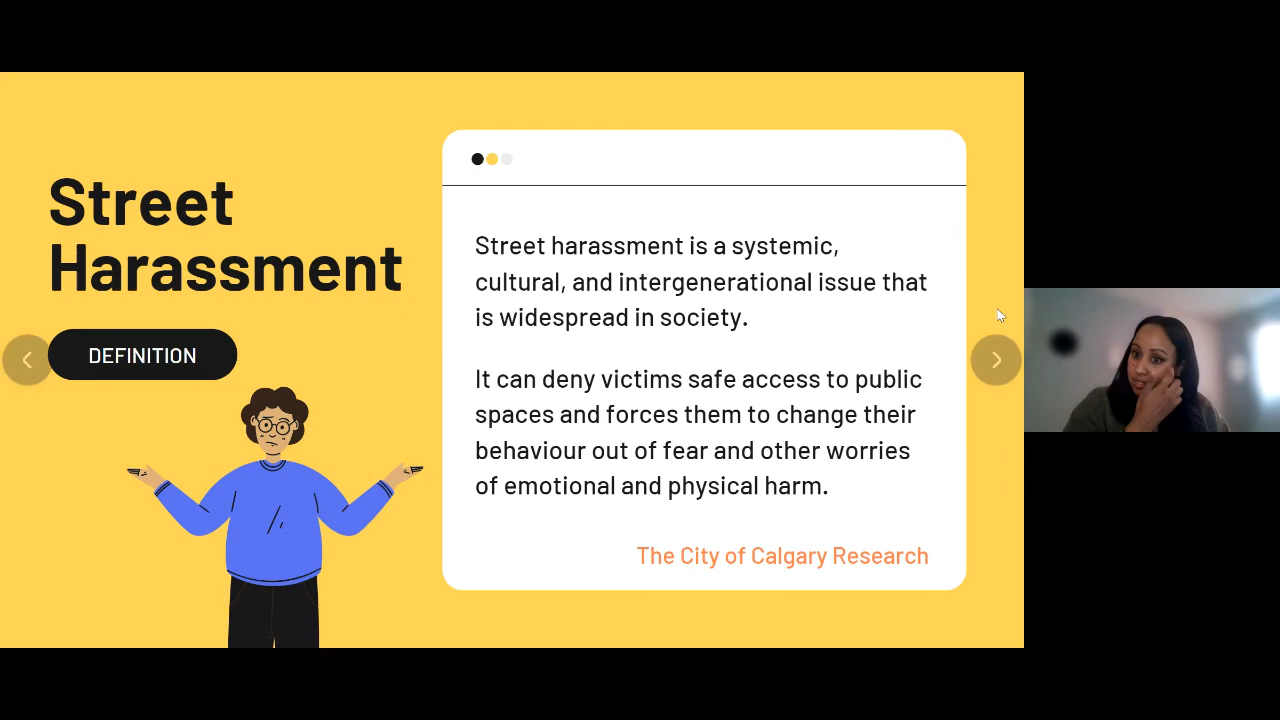 Street
Harassment
DEFINITION
Street harassment is a systemic,
cultural, and intergenerational issue that
is widespread in society.
It can deny victims safe access to public
spaces and forces them to change their
behaviour out of fear and other worries
of emotional and physical harm.
The City of Calgary Research